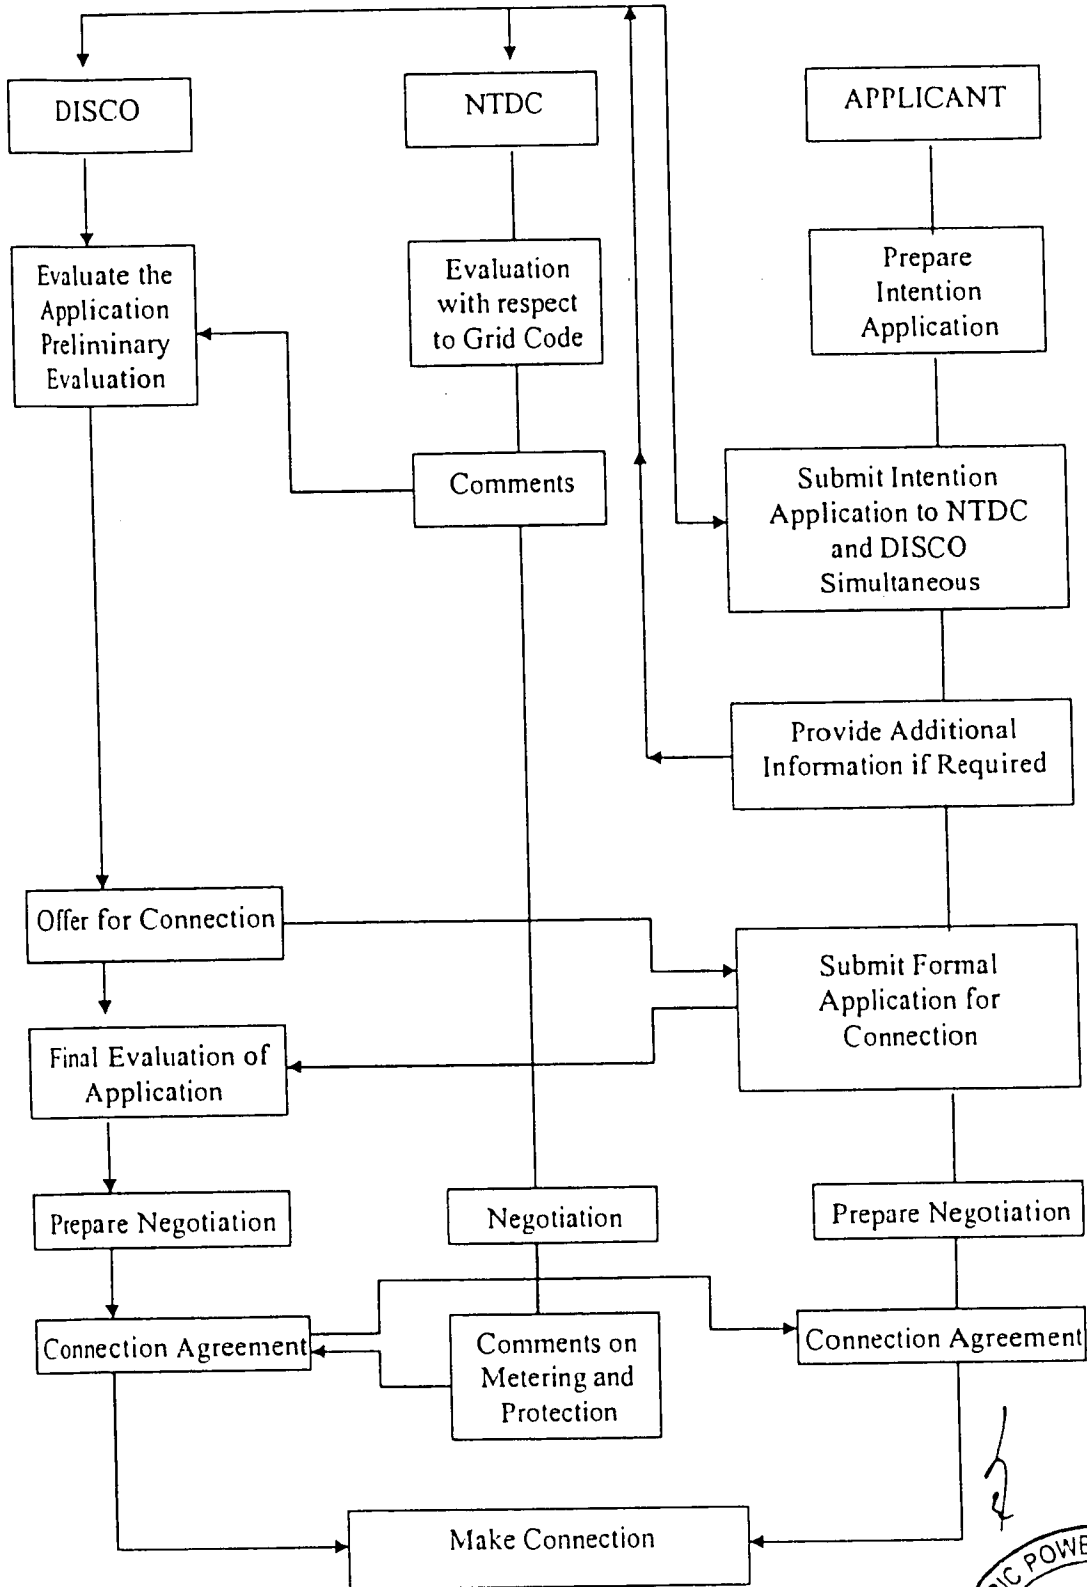 DISCO
NTDC
APPLICANT
Evaluate the
Application
Preliminary
Evaluation
Evaluation
with respect
to Grid Code
Prepare
Intention
Application
Comments
Submit Intention
Application to NTDC
and DISCO
Simultaneous
Provide Additional
Information if Required
Offer for Connection
Submit Formal
Application for
Connection
Final Evaluation of
Application
Prepare Negotiation
Negotiation
Prepare Negotiation
Connection Agreement
Comments on
Metering and
Protection
Connection Agreement
Make Connection
POWE